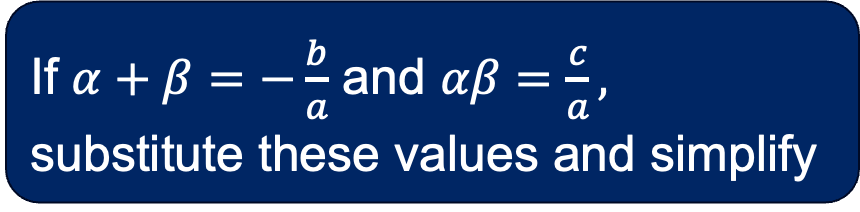 If α + β = −b/a and αβ = c/a,
substitute these values and simplify